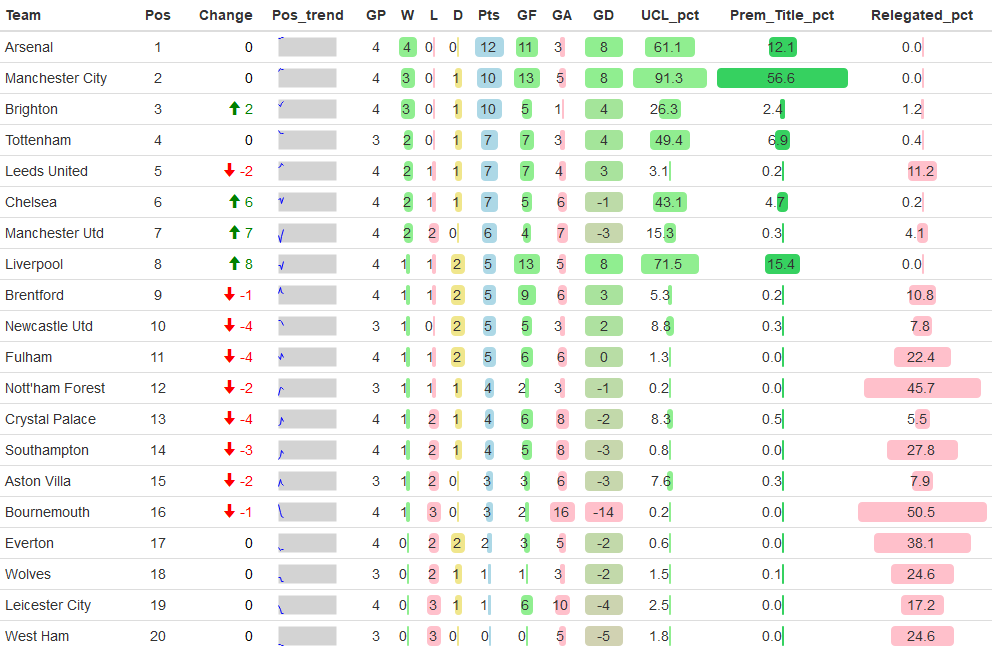 Team Pos Change Pos_trend GP W L D Pts GF GA GD UCL_pct Prem_Title_pct Relegated_pct
Arsenal 1 0 4 4 0 0 12 11 3 8 61.1 12.1 0.0
Manchester City 2 0 4 3 0 1 10 13 5 8 91.3 56.6 0.0
Brighton 3 2 4 3 0 1 10 5 1 4 26.3 2.4 1.2
Tottenham 4 0 3 2 0 1 7 7 3 4 49.4 6.9 0.4
Leeds United 5 -2 4 2 1 1 7 7 4 3 3.1 0.2 11.2
Chelsea 6 6 4 2 1 1 7 5 6 -1 43.1 4.7 0.2
Manchester Utd 7 7 4 2 2 0 6 4 7 -3 15.3 0.3 4.1
Liverpool 8 8 4 1 1 2 5 13 5 8 71.5 15.4 0.0
Brentford 9 -1 4 1 1 2 5 9 6 3 5.3 0.2 10.8
Newcastle Utd 10 -4 3 1 0 2 5 5 3 2 8.8 0.3 7.8
Fulham 11 -4 4 1 1 2 5 6 6 0 1.3 0.0 22.4
Nott'ham Forest 12 -2 3 1 1 1 4 2 3 -1 0.2 0.0 45.7
Crystal Palace 13 -4 4 1 2 1 4 6 8 -2 8.3 0.5 5.5
Southampton 14 -3 4 1 2 1 4 5 8 -3 0.8 0.0 27.8
Aston Villa 15 -2 3 1 2 0 3 3 6 -3 7.6 0.3 7.9
Bournemouth 16 -1 4 1 3 0 3 2 16 -14 0.2 0.0 50.5
Everton 17 0 4 0 2 2 2 3 5 -2 0.6 0.0 38.1
Wolves 18 0 3 0 2 1 1 1 3 -2 1.5 0.1 24.6
Leicester City 19 0 4 0 3 1 1 6 10 -4 2.5 0.0 17.2
West Ham 20 0 3 0 3 0 0 0 5 -5 1.8 0.0 24.6